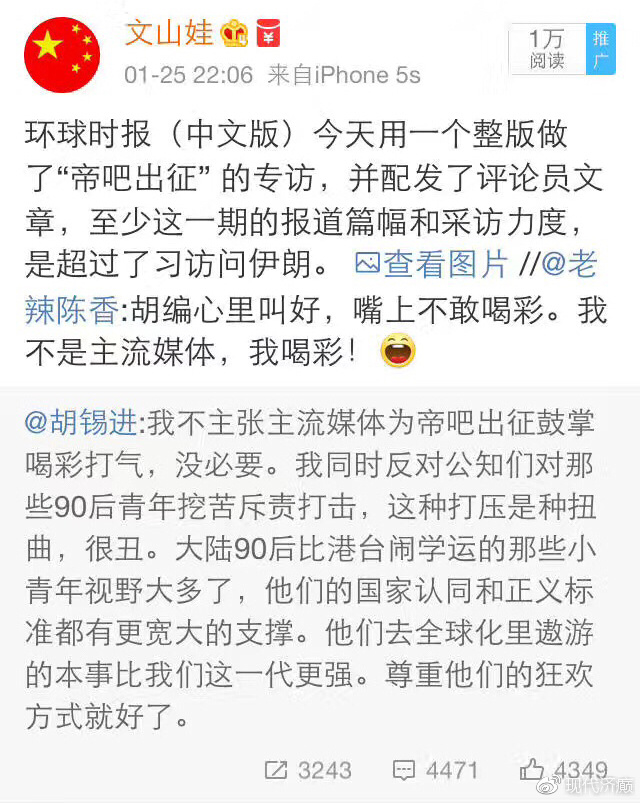 文山娃
01-25 22:06 来自iPhone 5s
1万
阅读
推广
环球时报（中文版）今天用一个整版做
了“帝吧出征” 的专访，并配发了评论员文
章，至少这一期的报道篇幅和采访力度，
是超过了习访问伊朗。 查看图片 //@老
辣陈香:胡编心里叫好，嘴上不敢喝彩。我
不是主流媒体，我喝彩！
@胡锡进:我不主张主流媒体为帝吧出征鼓掌
喝彩打气，没必要。我同时反对公知们对那
些90后青年挖苦斥责打击，这种打压是种扭
曲，很丑。大陆90后比港台闹学运的那些小
青年视野大多了，他们的国家认同和正义标
准都有更宽大的支撑。他们去全球化里遨游
的本事比我们这一代更强。尊重他们的狂欢
方式就好了。
3243 4471 4349
现代济巅